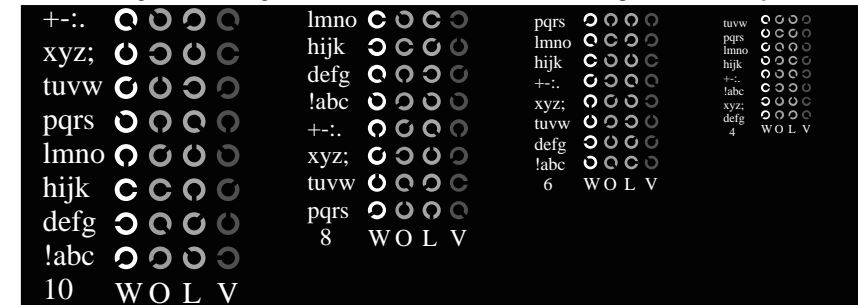 +-:.
xyz;
tuvw
pqrs
lmno
hijk
defg
!abc
10 W O L V
lmno
hijk
defg
!abc
+-:.
xyz;
tuvw
pqrs
8 W O L V
pqrs
lmno
hijk
+-:.
xyz;
tuvw
defg
!abc
6 W O L V
tuvw
pqrs
lmno
hijk
+-:.
!abc
xyz;
defg
4 W O L V